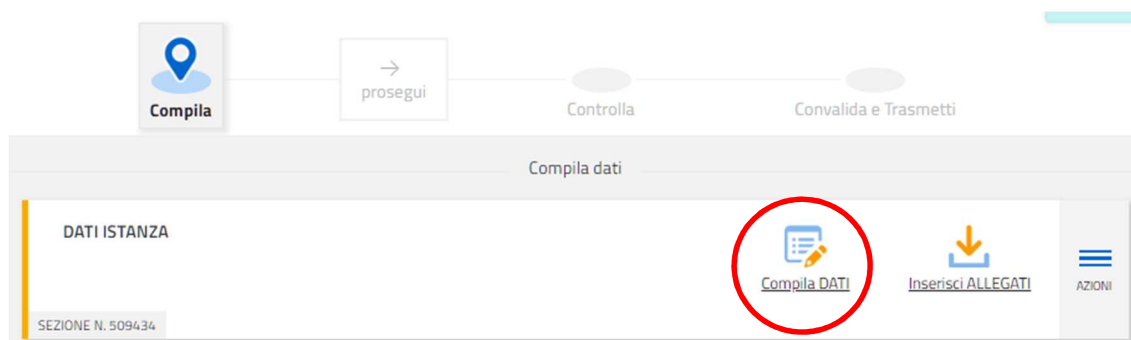 Compila
→
prosegui
Controlla
Convalida e Trasmetti
Compila dati
DATI ISTANZA
Compila DATI
Inserisci ALLEGATI
AZIONI
SEZIONE N. 509434